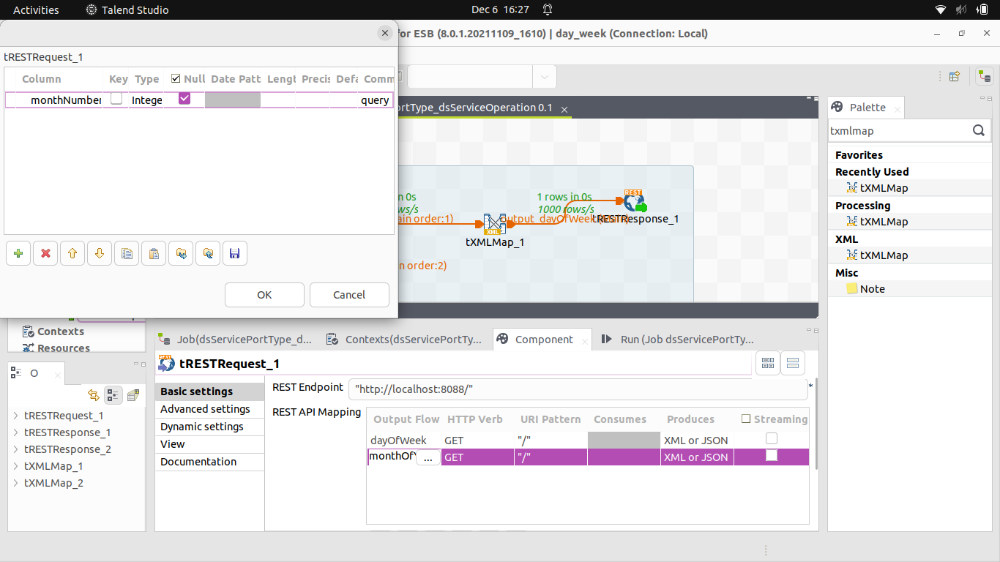 Activities Talend Studio Dec 6 16:27
for ESB (8.0.1.20211109_1610) | day_week (Connection: Local)
tRESTRequest_1
Column Key Type Null Date Patt Lengt Precis Defa Comm
monthNumber Intege query
OK Cancel
ortType_dsServiceOperation 0.1
in 0s
ws/s
ain order:1)
tXMLMap_1
n order:2)
1 rows in 0s
1000 rows/s
output dayOfWeek
tRESTResponse_1
Palette
txmlmap
Favorites
Recently Used
tXMLMap
Processing
tXMLMap
XML
tXMLMap
Misc
Note
Contexts
Resources
O
tRESTRequest_1
tRESTResponse_1
tRESTResponse_2
tXMLMap_1
tXMLMap_2
Job(dsServicePortType_d... Contexts(dsServicePortTy... Component Run (Job dsServicePortTy...
tRESTRequest_1
Basic settings
Advanced settings
Dynamic settings
View
Documentation
REST Endpoint "http://localhost:8088/" *
REST API Mapping
Output Flow HTTP Verb URI Pattern Consumes Produces Streaming
dayOfWeek GET "/" XML or JSON
monthOfY ... GET "/" XML or JSON